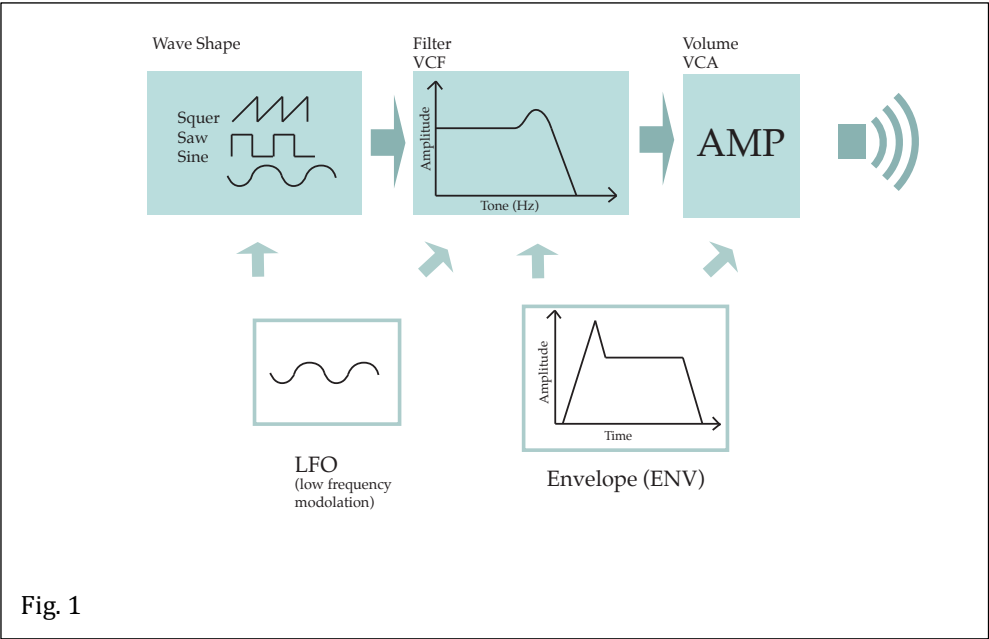 Wave Shape
Filter
VCF
Volume
VCA
Squer
Saw
Sine
Amplitude
Tone (Hz)
AMP
LFO
(low frequency
modolation)
Amplitude
Time
Envelope (ENV)
Fig. 1